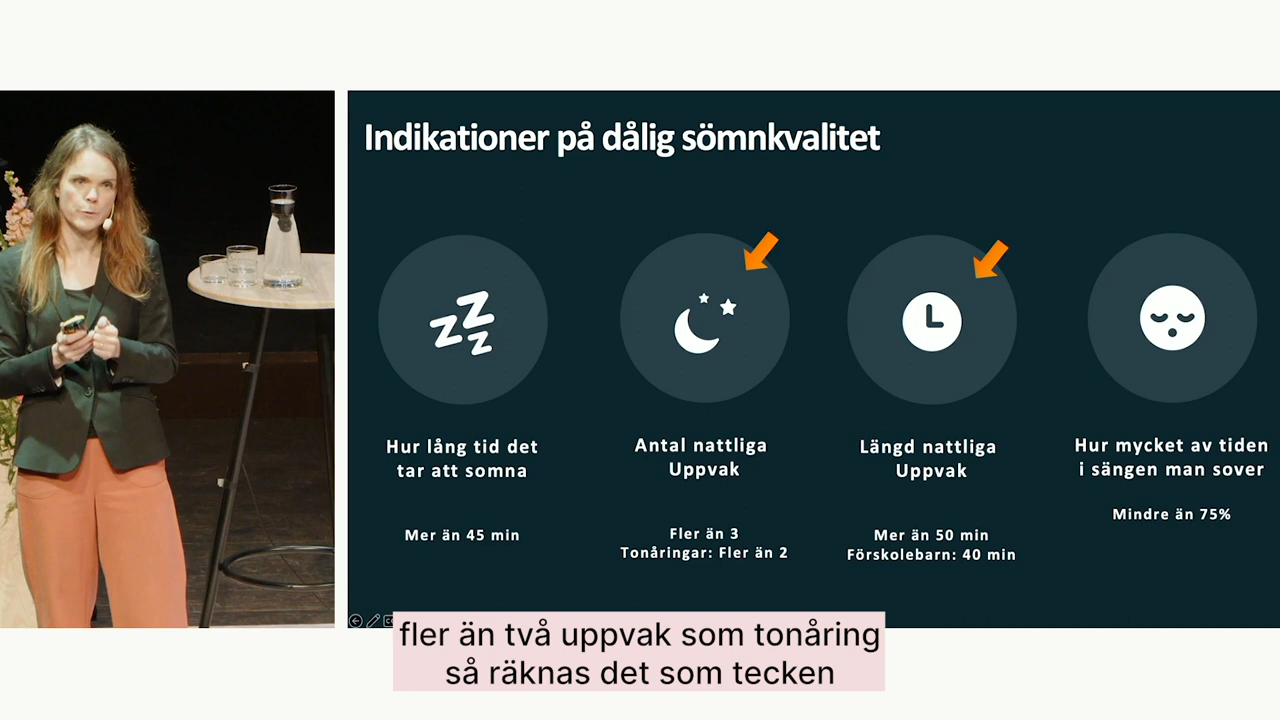 Indikationer på dålig sömnkvalitet
Hur lång tid det
tar att somna
Mer än 45 min
Antal nattliga
Uppvak
Fler än 3
Tonåringar: Fler än 2
Längd nattliga
Uppvak
Mer än 50 min
Förskolebarn: 40 min
Hur mycket av tiden
i sängen man sover
Mindre än 75%
fler än två uppvak som tonåring
så räknas det som tecken